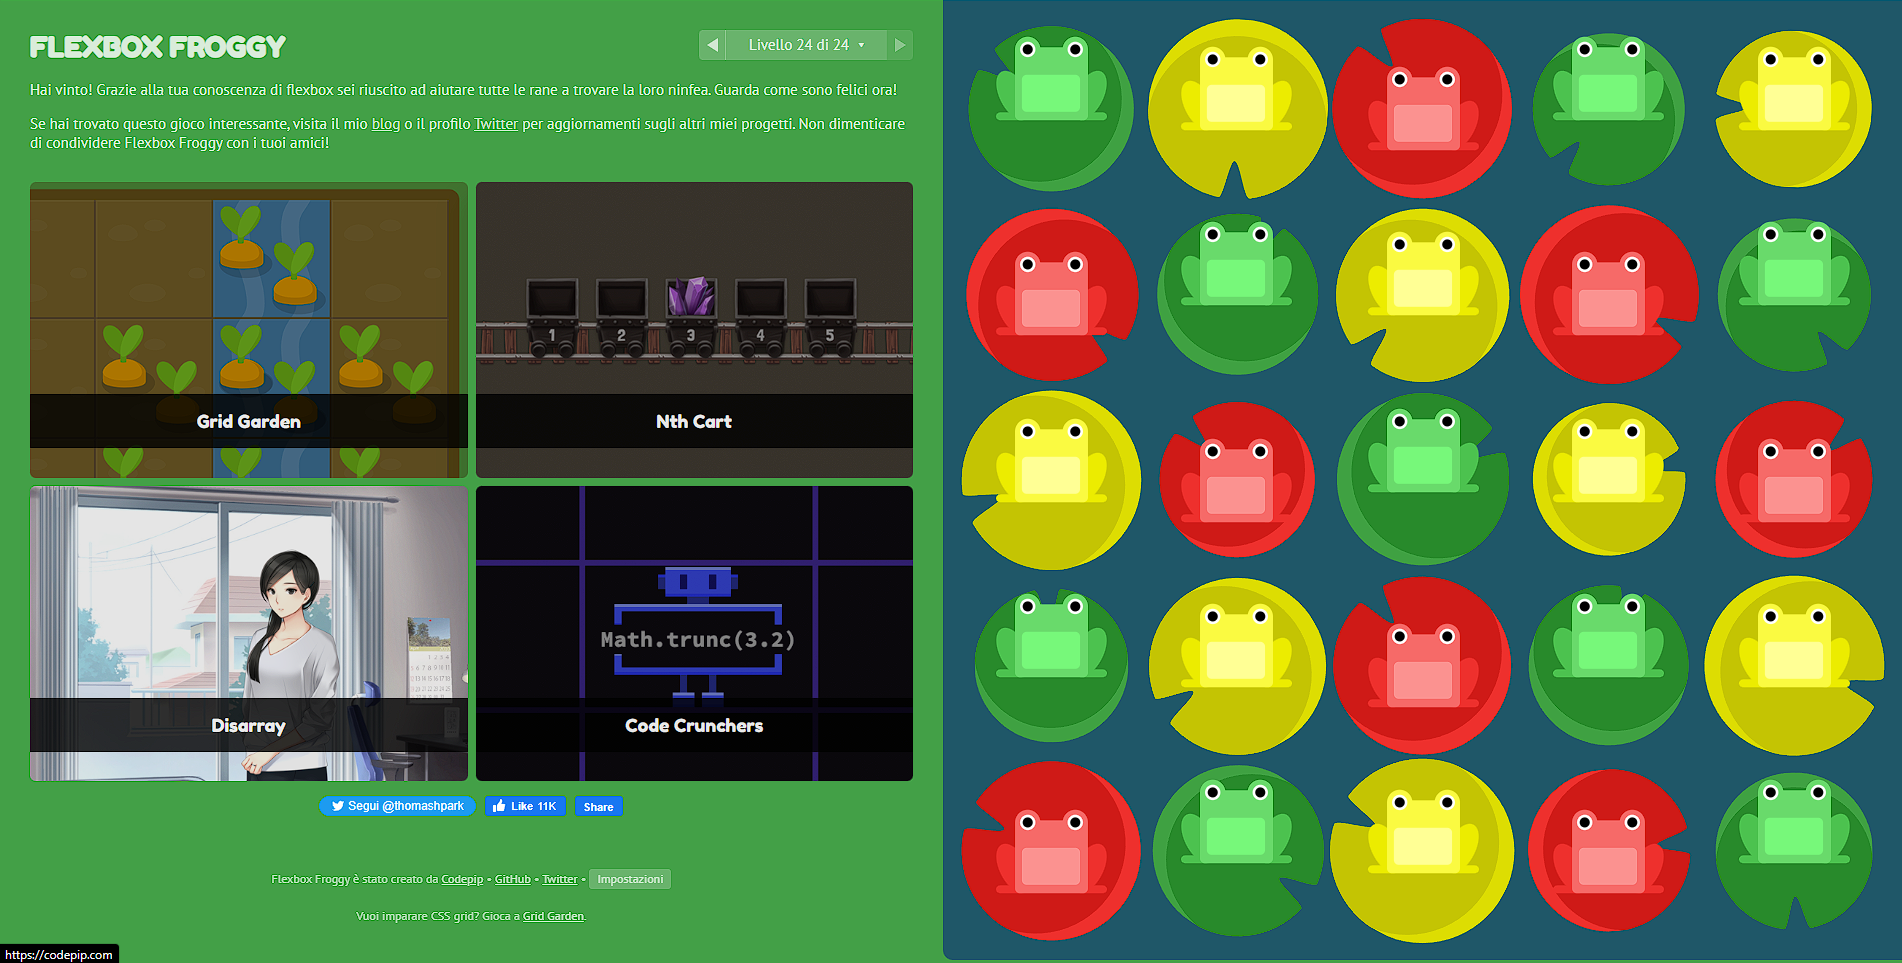 FLEXBOX FROGGY
Livello 24 di 24
Hai vinto! Grazie alla tua conoscenza di flexbox sei riuscito ad aiutare tutte le rane a trovare la loro ninfea. Guarda come sono felici ora!
Se hai trovato questo gioco interessante, visita il mio blog o il profilo Twitter per aggiornamenti sugli altri miei progetti. Non dimenticare
di condividere Flexbox Froggy con i tuoi amici!
1 2 3 4 5
Grid Garden
Nth Cart
Math.trunc(3.2)
Disarray
Code Crunchers
Segui @thomashpark
Like 11K
Share
Flexbox Froggy è stato creato da Codepip • GitHub • Twitter • Impostazioni
Vuoi imparare CSS grid? Gioca a Grid Garden.
https://codepip.com